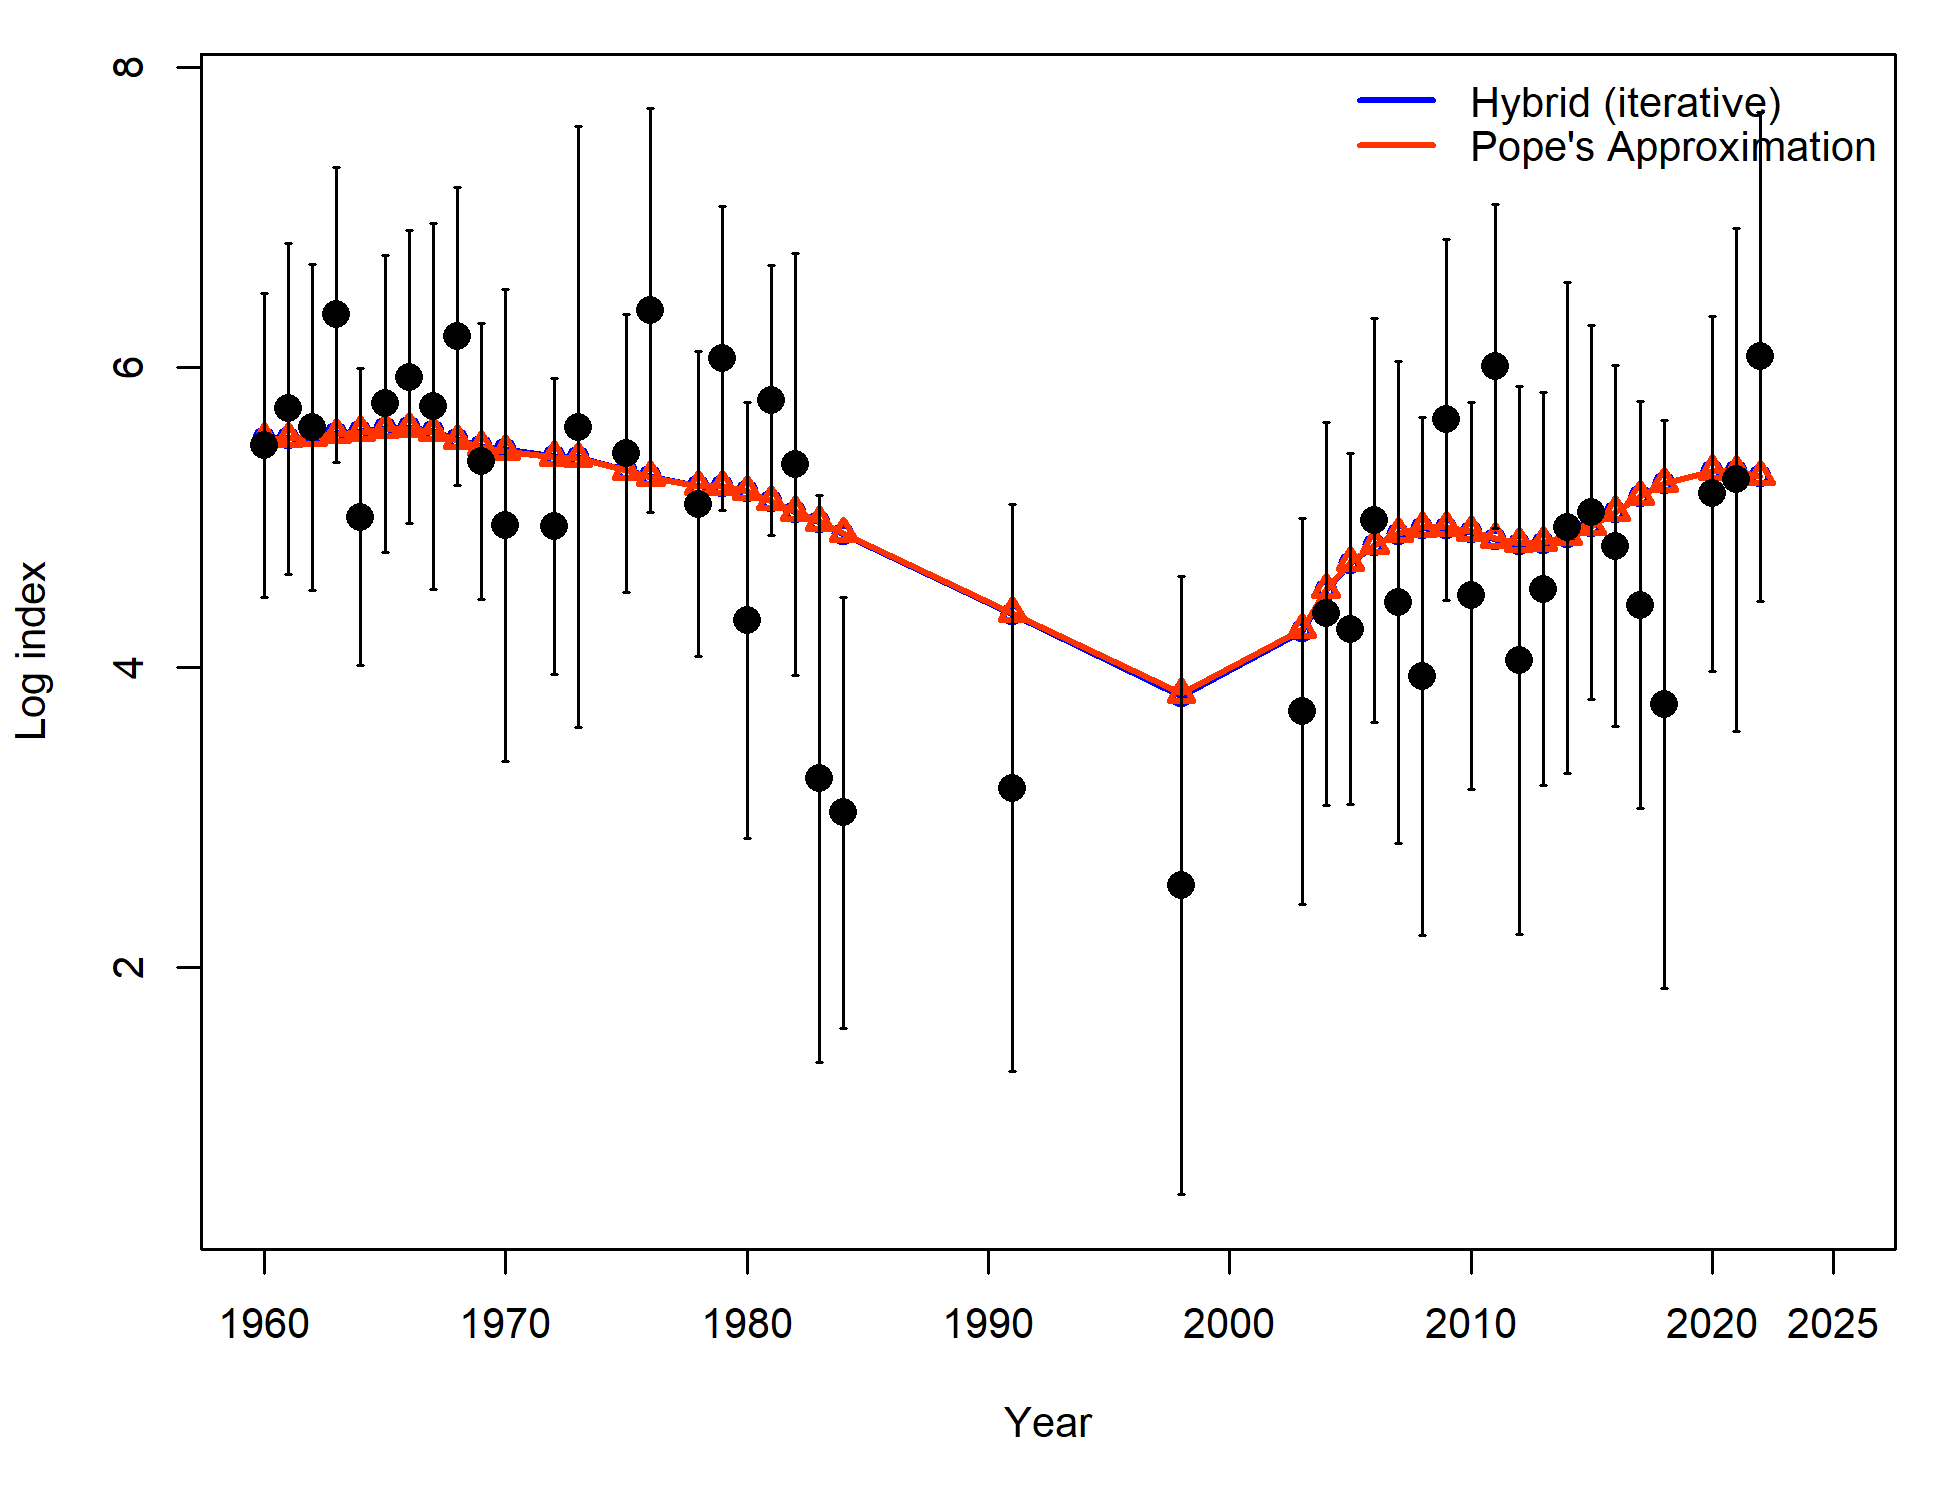 Hybrid (iterative)
Pope's Approximation
8
6
4
2
Log index
1960 1970 1980 1990 2000 2010 2020 2025
Year